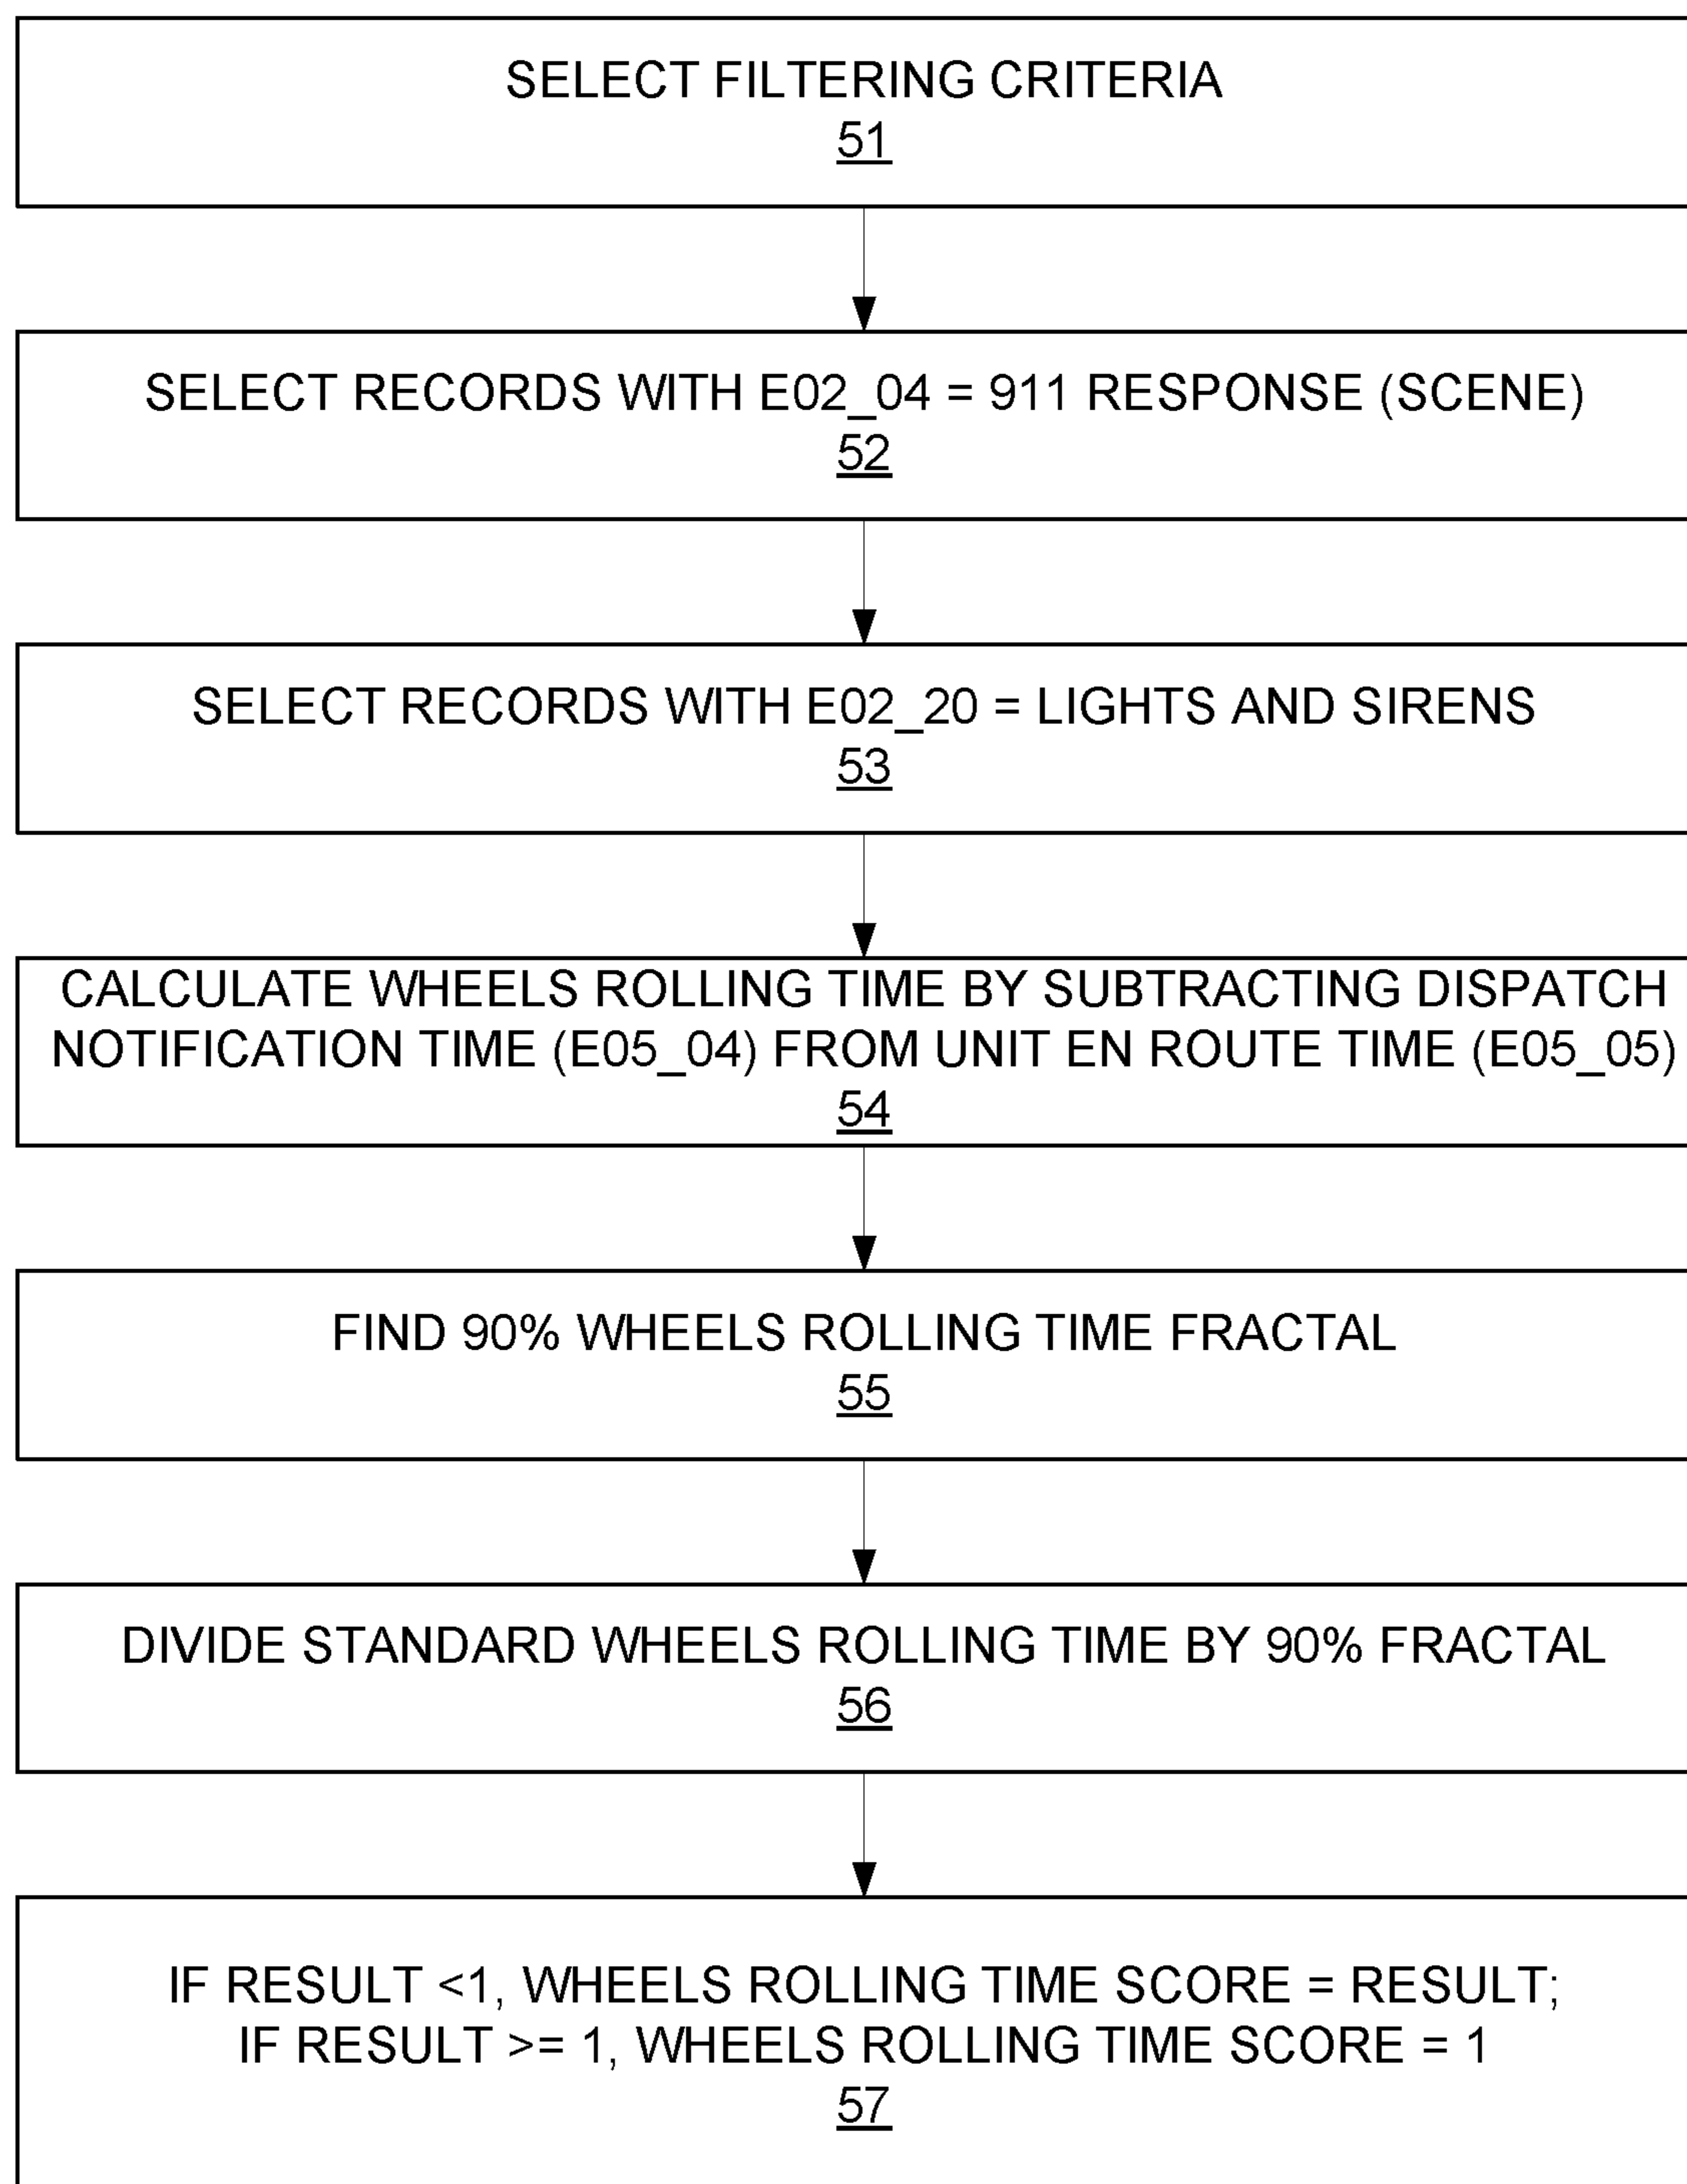 SELECT FILTERING CRITERIA
51
SELECT RECORDS WITH E02_04 = 911 RESPONSE (SCENE)
52
SELECT RECORDS WITH E02_20 = LIGHTS AND SIRENS
53
CALCULATE WHEELS ROLLING TIME BY SUBTRACTING DISPATCH
NOTIFICATION TIME (E05_04) FROM UNIT EN ROUTE TIME (E05_05)
54
FIND 90% WHEELS ROLLING TIME FRACTAL
55
DIVIDE STANDARD WHEELS ROLLING TIME BY 90% FRACTAL
56
IF RESULT <1, WHEELS ROLLING TIME SCORE = RESULT;
IF RESULT >= 1, WHEELS ROLLING TIME SCORE = 1
57